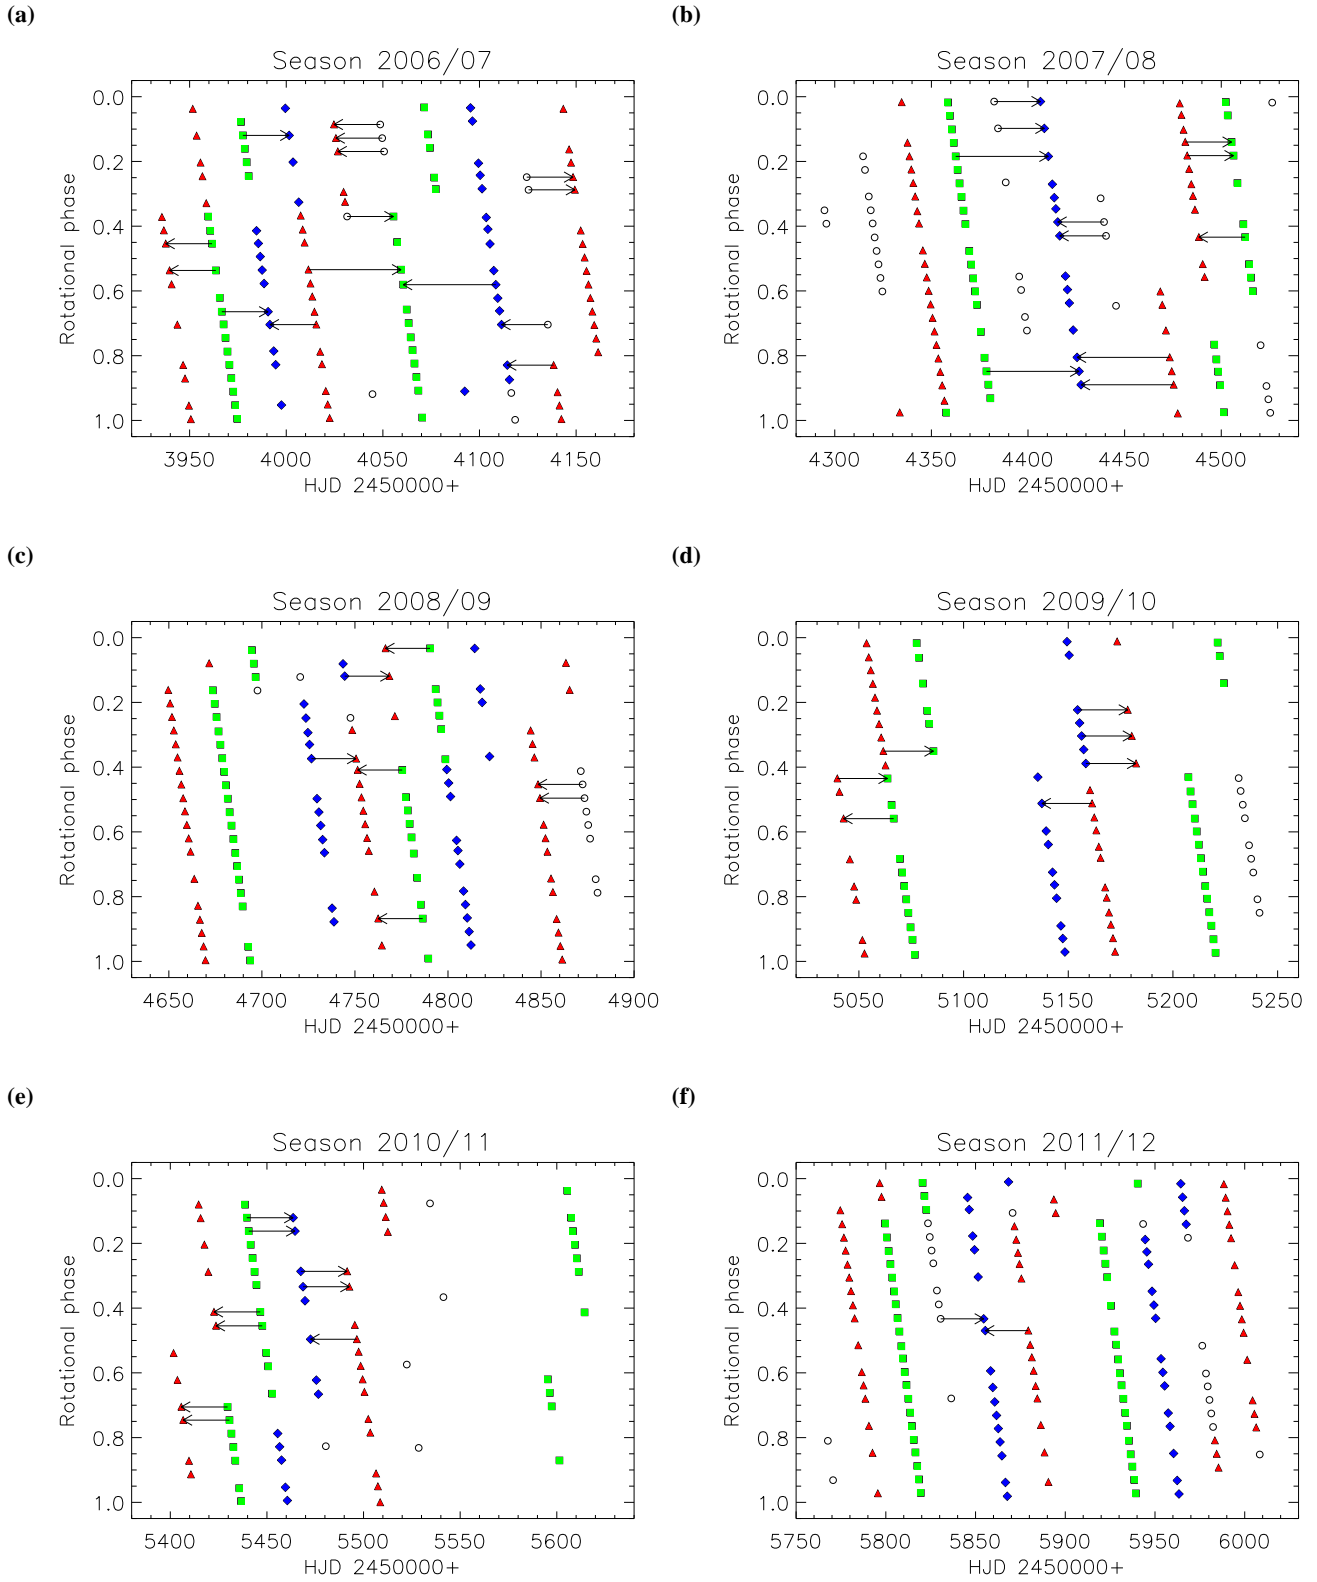 (a)
Season 2006/07
0.0
0.2
0.4
0.6
0.8
1.0
Rotational phase
3950 4000 4050 4100 4150
HJD 2450000+
(b)
Season 2007/08
0.0
0.2
0.4
0.6
0.8
1.0
Rotational phase
4300 4350 4400 4450 4500
HJD 2450000+
(c)
Season 2008/09
0.0
0.2
0.4
0.6
0.8
1.0
Rotational phase
4650 4700 4750 4800 4850 4900
HJD 2450000+
(d)
Season 2009/10
0.0
0.2
0.4
0.6
0.8
1.0
Rotational phase
5050 5100 5150 5200 5250
HJD 2450000+
(e)
Season 2010/11
0.0
0.2
0.4
0.6
0.8
1.0
Rotational phase
5400 5450 5500 5550 5600
HJD 2450000+
(f)
Season 2011/12
0.0
0.2
0.4
0.6
0.8
1.0
Rotational phase
5750 5800 5850 5900 5950 6000
HJD 2450000+